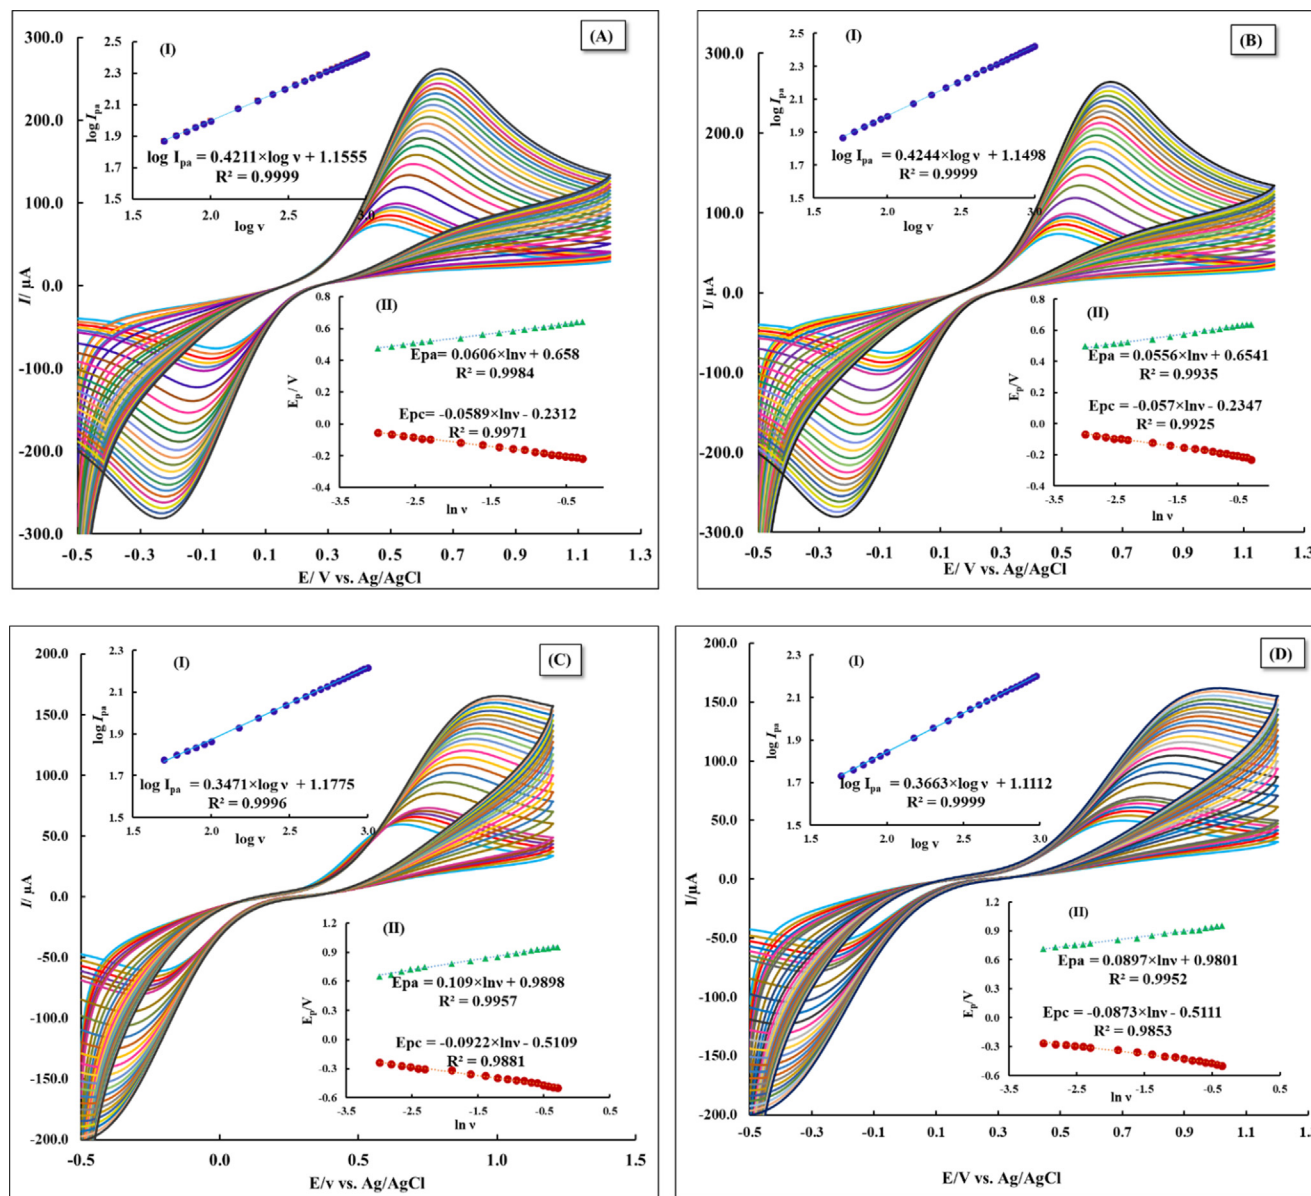 (A)
300.0
200.0
100.0
0.0
-100.0
-200.0
-300.0
I/ µA
-0.5 -0.3 -0.1 0.1 0.3 0.5 0.7 0.9 1.1 1.3
E/ V vs. Ag/AgCl
(I)
2.5
2.3
2.1
1.9
1.7
1.5
log Ipa
log Ipa = 0.4211×log ν + 1.1555
R² = 0.9999
1.5 2.0 2.5 3.0
log ν
(II)
0.8
0.6
0.4
0.2
0.0
-0.2
-0.4
Ep/ V
Epa= 0.0606×lnν + 0.658
R² = 0.9984
Epc= -0.0589×lnν - 0.2312
R² = 0.9971
-3.5 -2.5 -1.5 -0.5
ln ν
(B)
300.0
200.0
100.0
0.0
-100.0
-200.0
-300.0
I/ µA
-0.5 -0.3 -0.1 0.1 0.3 0.5 0.7 0.9 1.1 1.3
E/ V vs. Ag/AgCl
(I)
2.5
2.3
2.1
1.9
1.7
1.5
log Ipa
log Ipa = 0.4244×log ν + 1.1498
R² = 0.9999
1.5 2.0 2.5 3.0
log ν
(II)
0.8
0.6
0.4
0.2
0.0
-0.2
-0.4
Ep/V
Epa= 0.0556×lnν + 0.6541
R² = 0.9935
Epc= -0.057×lnν - 0.2347
R² = 0.9925
-3.5 -2.5 -1.5 -0.5
ln ν
(C)
200.0
150.0
100.0
50.0
0.0
-50.0
-100.0
-150.0
-200.0
I/ µA
-0.5 0.0 0.5 1.0 1.5
E/v vs. Ag/AgCl
(I)
2.3
2.1
1.9
1.7
1.5
log Ipa
log Ipa = 0.3471×log ν + 1.1775
R² = 0.9996
1.5 2.0 2.5 3.0
log ν
(II)
1.2
0.9
0.6
0.3
0.0
-0.3
-0.6
Ep/V
Epa = 0.109×lnν + 0.9898
R² = 0.9957
Epc = -0.0922×lnν - 0.5109
R² = 0.9881
-3.5 -2.5 -1.5 -0.5 0.5
ln ν
(D)
200.0
150.0
100.0
50.0
0.0
-50.0
-100.0
-150.0
-200.0
I/µA
-0.5 -0.3 -0.1 0.1 0.3 0.5 0.7 0.9 1.1 1.3
E/V vs. Ag/AgCl
(I)
2.3
2.1
1.9
1.7
1.5
log Ipa
log Ipa = 0.3663×log ν + 1.1112
R² = 0.9999
1.5 2.0 2.5 3.0
log ν
(II)
1.2
0.9
0.6
0.3
0.0
-0.3
-0.6
Ep/V
Epa = 0.0897×lnν + 0.9801
R² = 0.9952
Epc = -0.0873×lnν - 0.5111
R² = 0.9853
-3.5 -2.5 -1.5 -0.5 0.5
ln ν